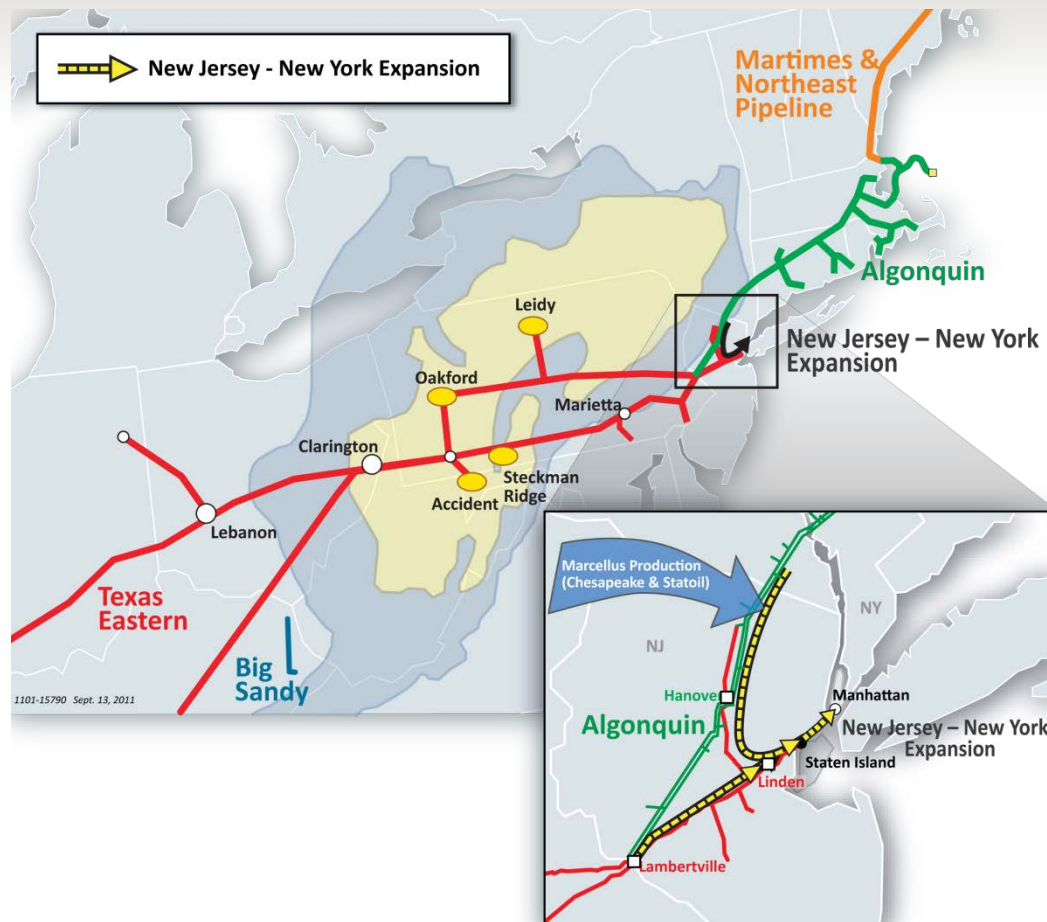 New Jersey - New York Expansion
Martimes &
Northeast
Pipeline
Algonquin
New Jersey – New York
Expansion
Leidy
Oakford
Marietta
Clarington
Steckman
Ridge
Accident
Lebanon
Texas
Eastern
Big
Sandy
1101-15790 Sept. 13, 2011
Marcellus Production
(Chesapeake & Statoil)
NY
NJ
Hanove
Manhattan
Algonquin
New Jersey – New York
Expansion
Staten Island
Linden
Lambertville